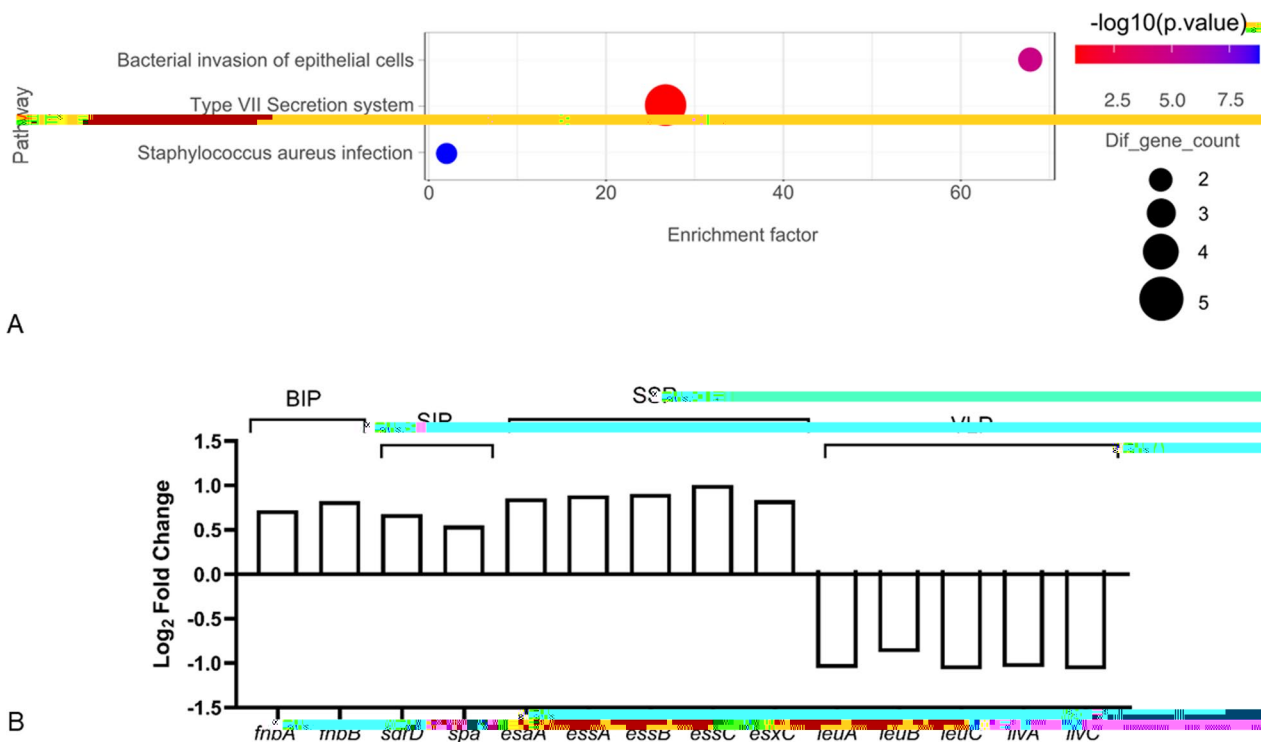 -log10(p.value)
Bacterial invasion of epithelial cells
Type VII Secretion system
Staphylococcus aureus infection
Pathway
0 20 40 60
Enrichment factor
2.5 5.0 7.5
Dif_gene_count
2
3
4
5
A
BIP
SIP
1.5
1.0
0.5
0.0
-0.5
-1.0
-1.5
Log2 Fold Change
B
fnbA fnbB sdrD spa esaA essA essB essC esxC leuA leuB leuC ilvA ilvC